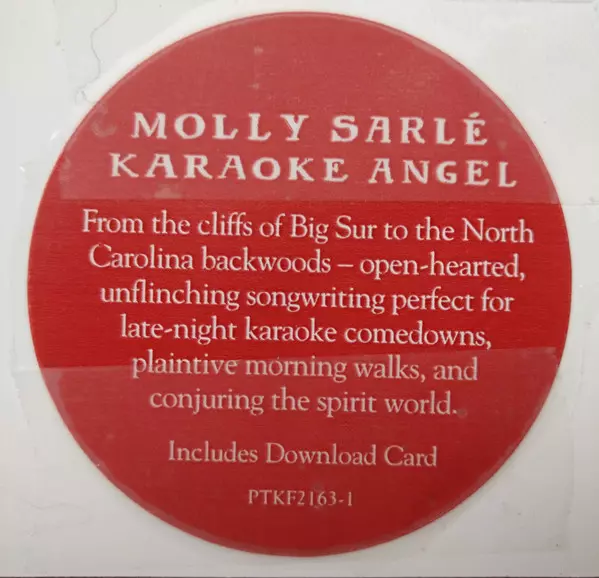 MOLLY SARLÉ
KARAOKE ANGEL
From the cliffs of Big Sur to the North
Carolina backwoods – open-hearted,
unflinching songwriting perfect for
late-night karaoke comedowns,
plaintive morning walks, and
conjuring the spirit world.
Includes Download Card
PTKF2163-1